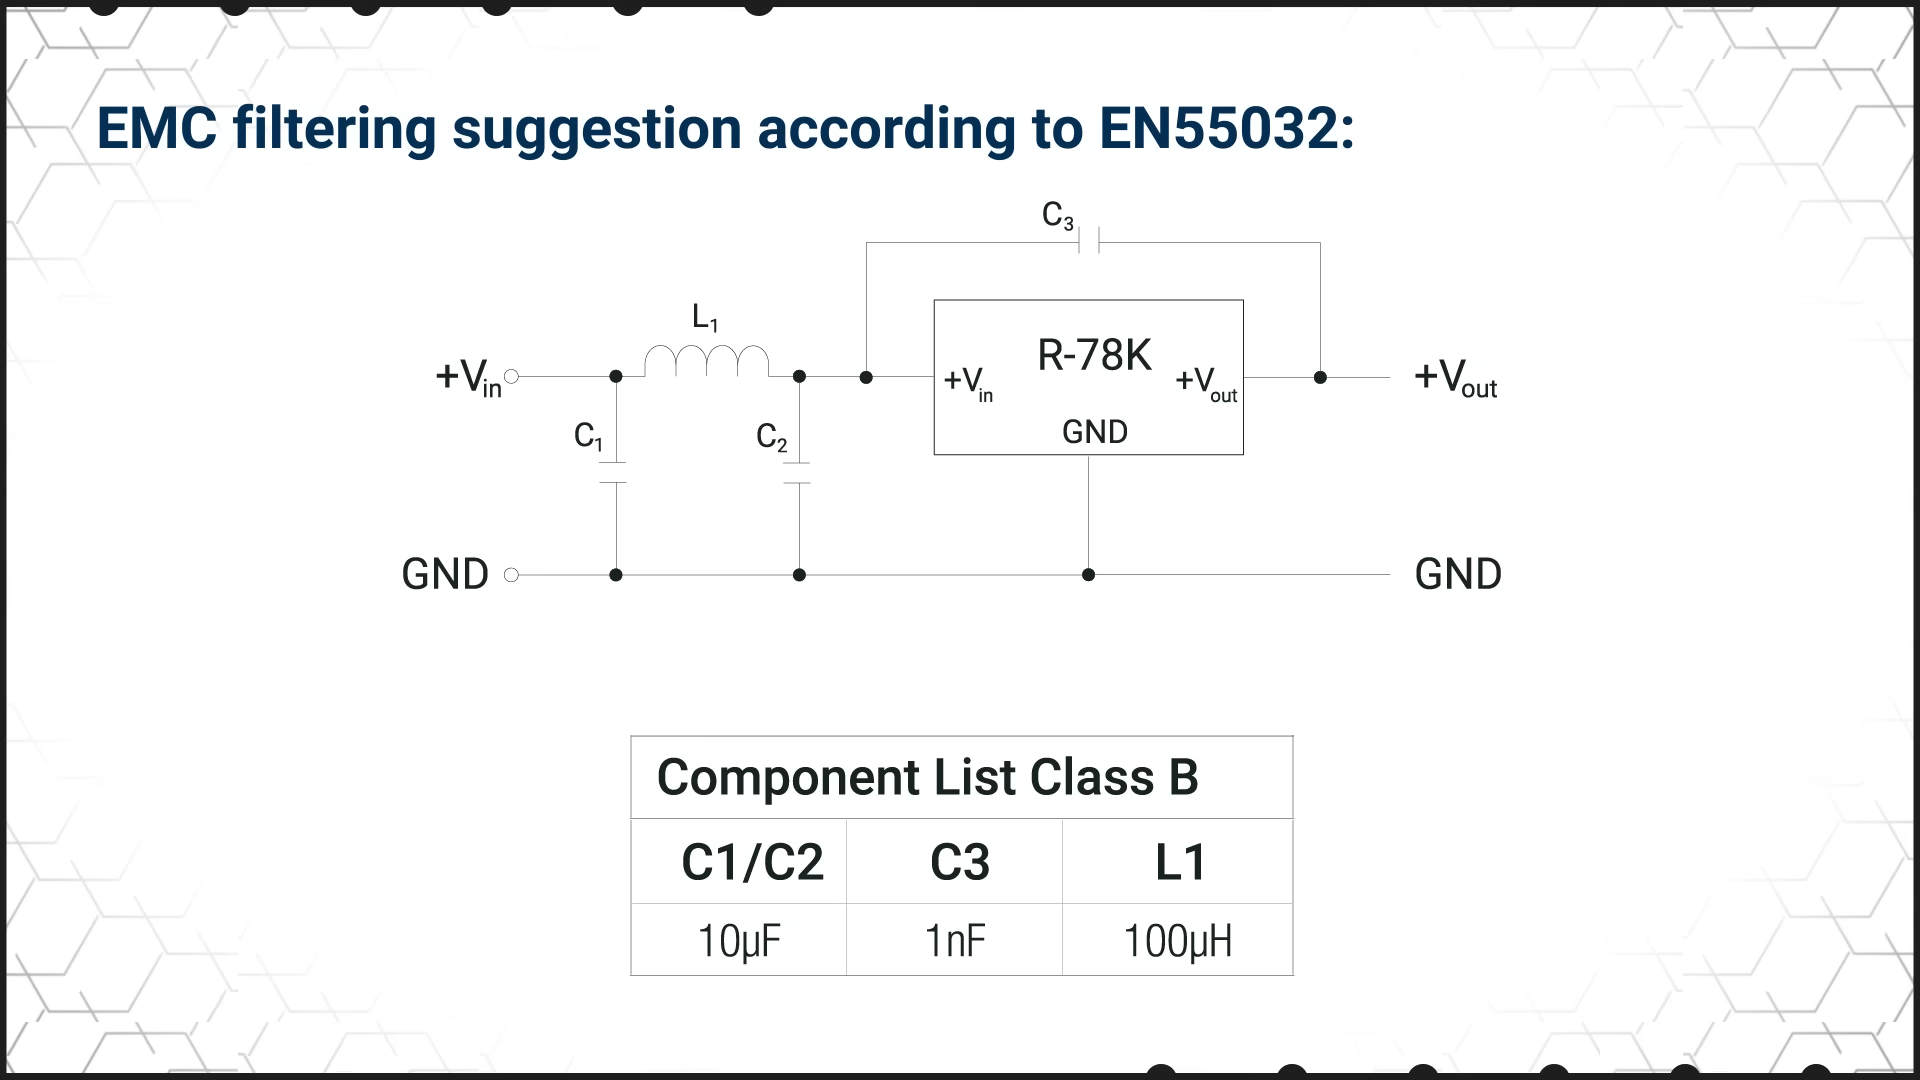 EMC filtering suggestion according to EN55032:
C3
L1
+Vin
R-78K
+Vin
+Vout
+Vout
C1
C2
GND
GND
GND
Component List Class B
C1/C2 C3 L1
10µF 1nF 100µH